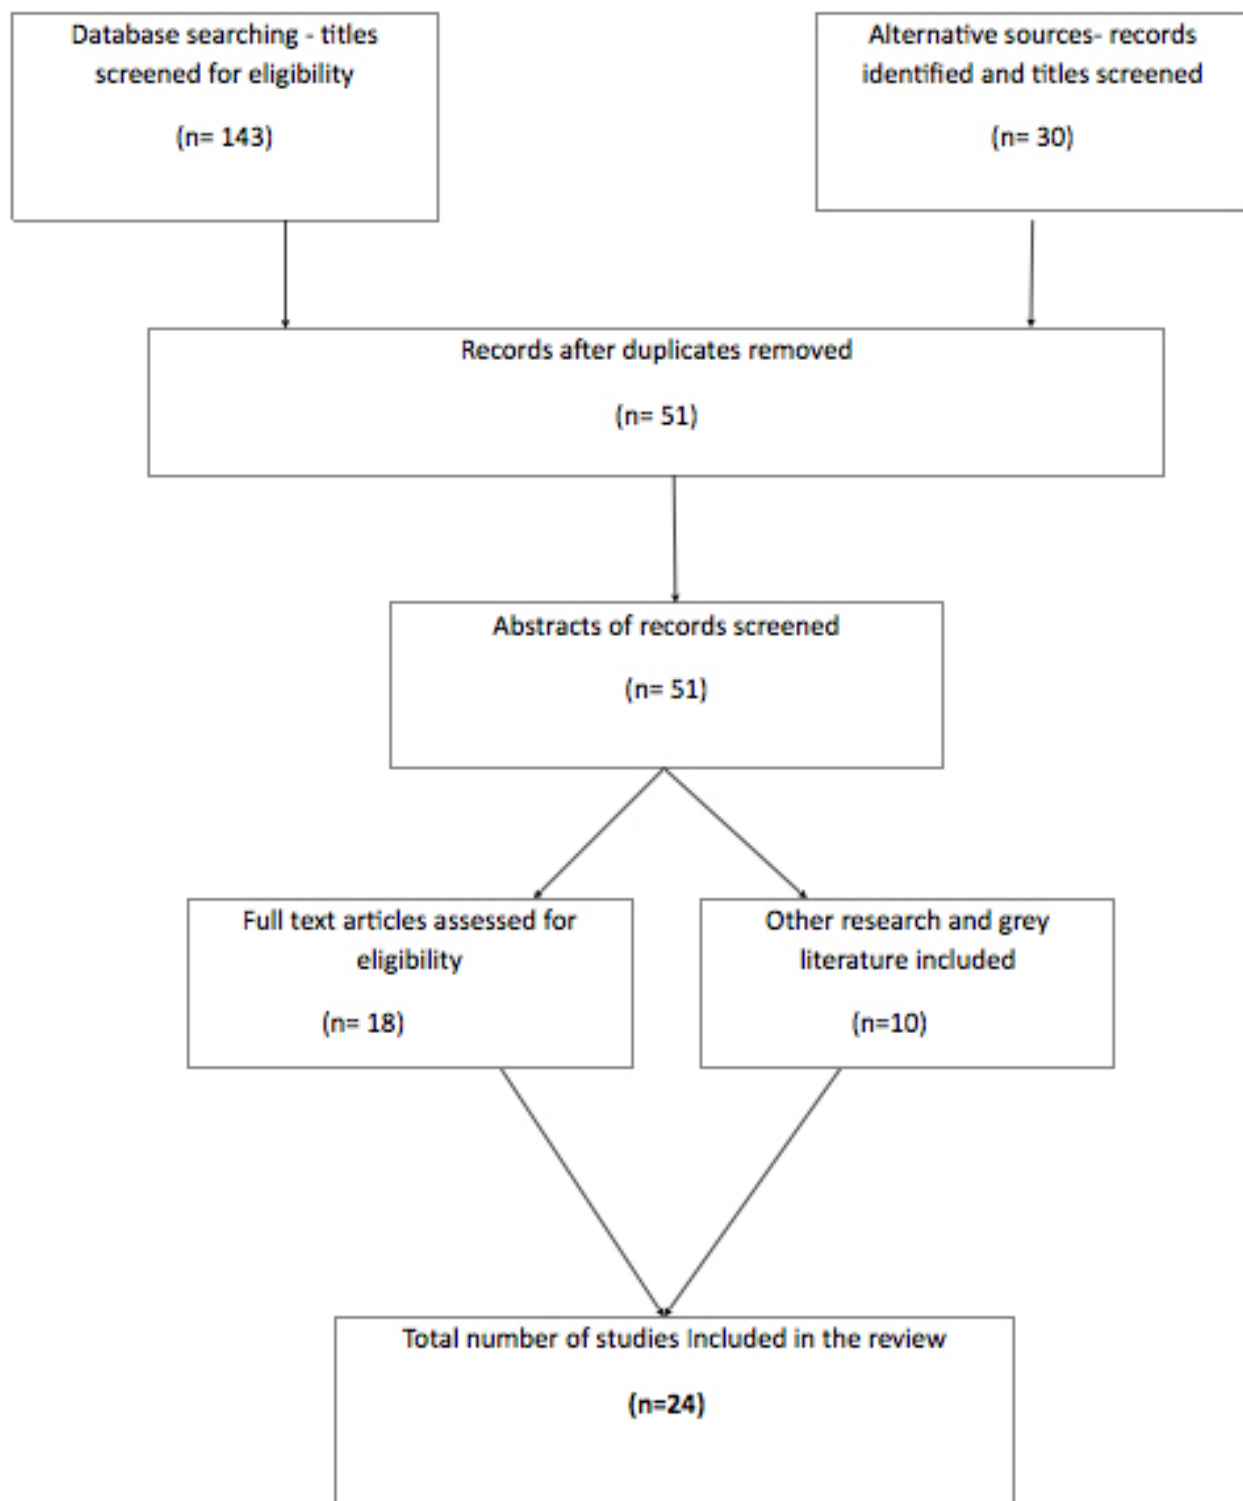 Database searching - titles
screened for eligibility
(n= 143)
Alternative sources- records
identified and titles screened
(n= 30)
Records after duplicates removed
(n= 51)
Abstracts of records screened
(n= 51)
Full text articles assessed for
eligibility
(n= 18)
Other research and grey
literature included
(n=10)
Total number of studies Included in the review
(n=24)